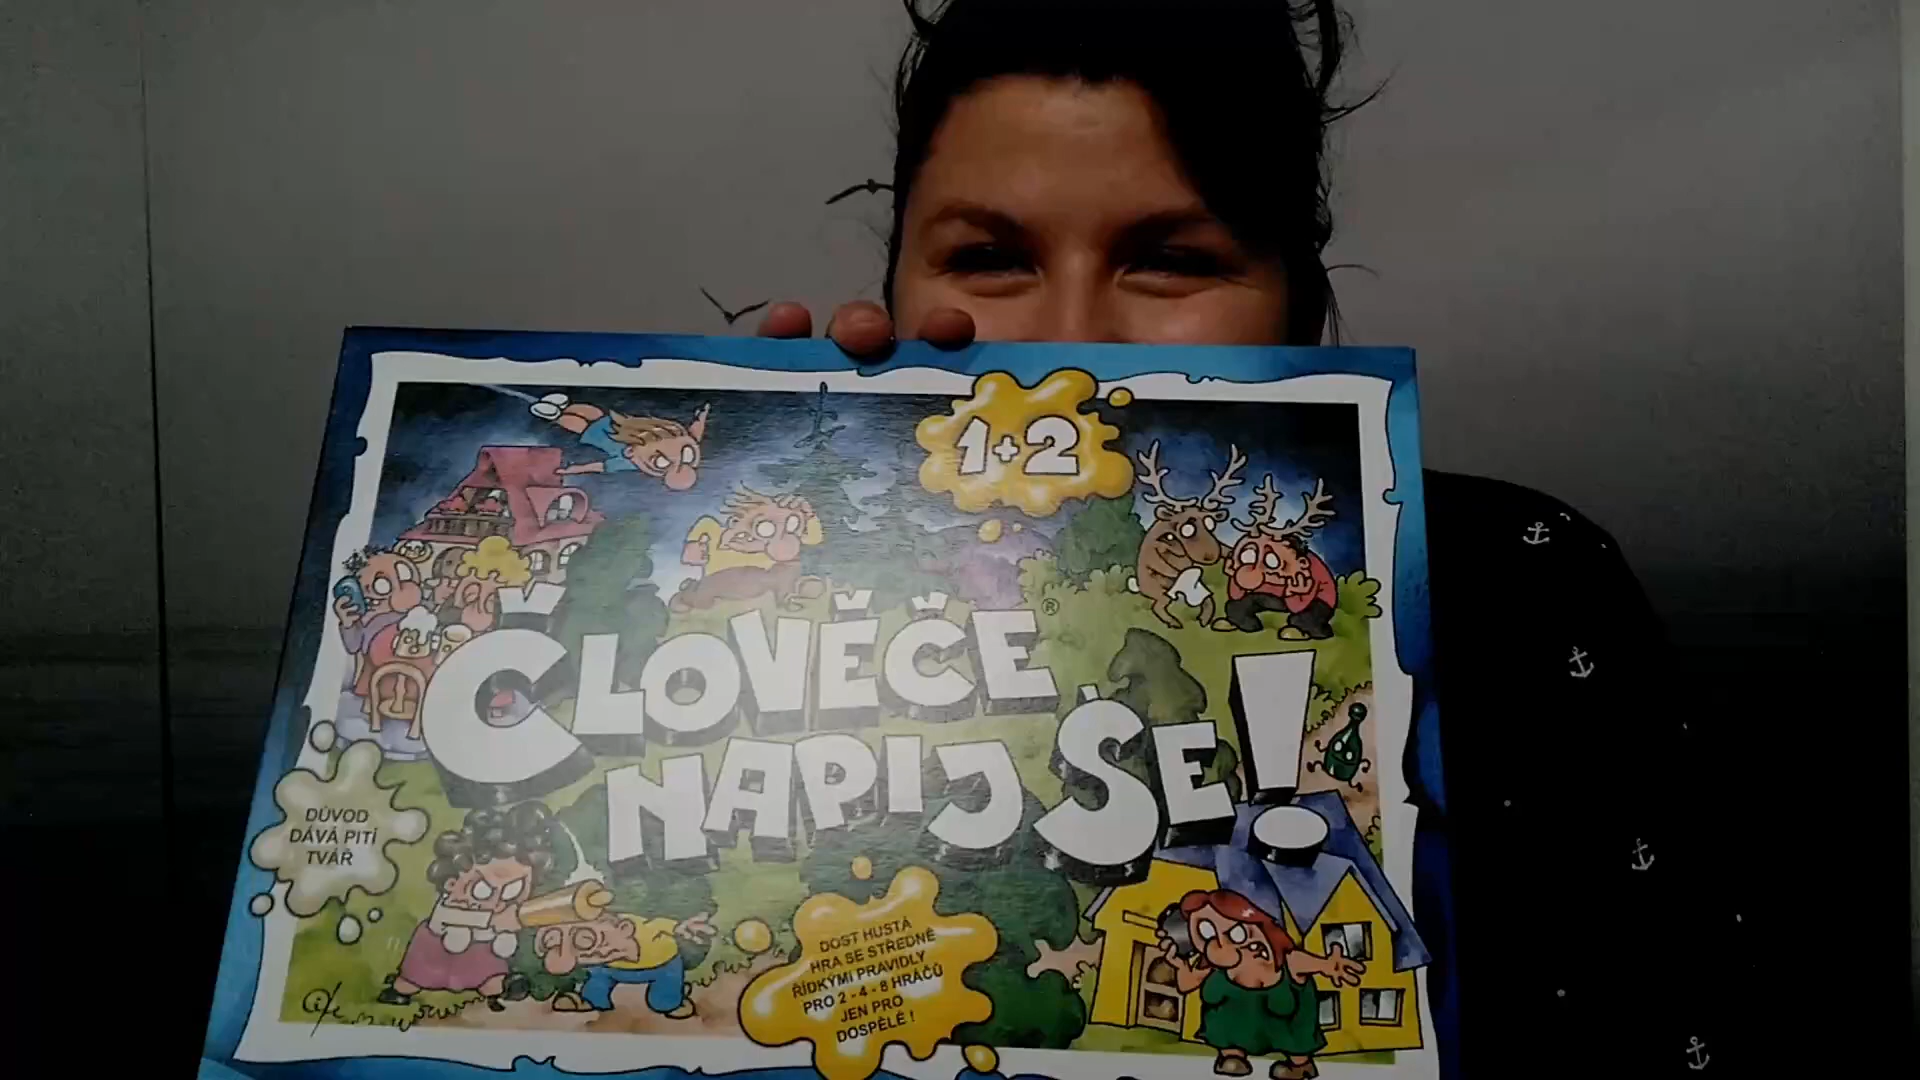 1+2
ČLOVĚČE®
NAPIJ SE!
DŮVOD
DÁVÁ PITÍ
TVÁŘ
DOST HUSTÁ
HRA SE STŘEDNĚ
ŘÍDKÝMI PRAVIDLY
PRO 2 - 4 - 8 HRÁČŮ
JEN PRO
DOSPĚLÉ !